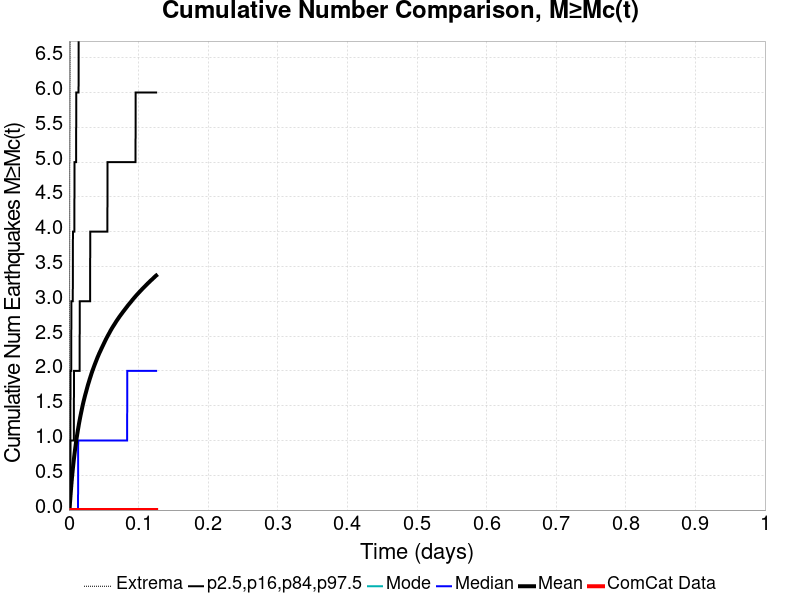 Cumulative Number Comparison, M≥Mc(t)
Cumulative Num Earthquakes M≥Mc(t)
6.5
6.0
5.5
5.0
4.5
4.0
3.5
3.0
2.5
2.0
1.5
1.0
0.5
0.0
0 0.1 0.2 0.3 0.4 0.5 0.6 0.7 0.8 0.9 1
Time (days)
Extrema p2.5,p16,p84,p97.5 Mode Median Mean ComCat Data